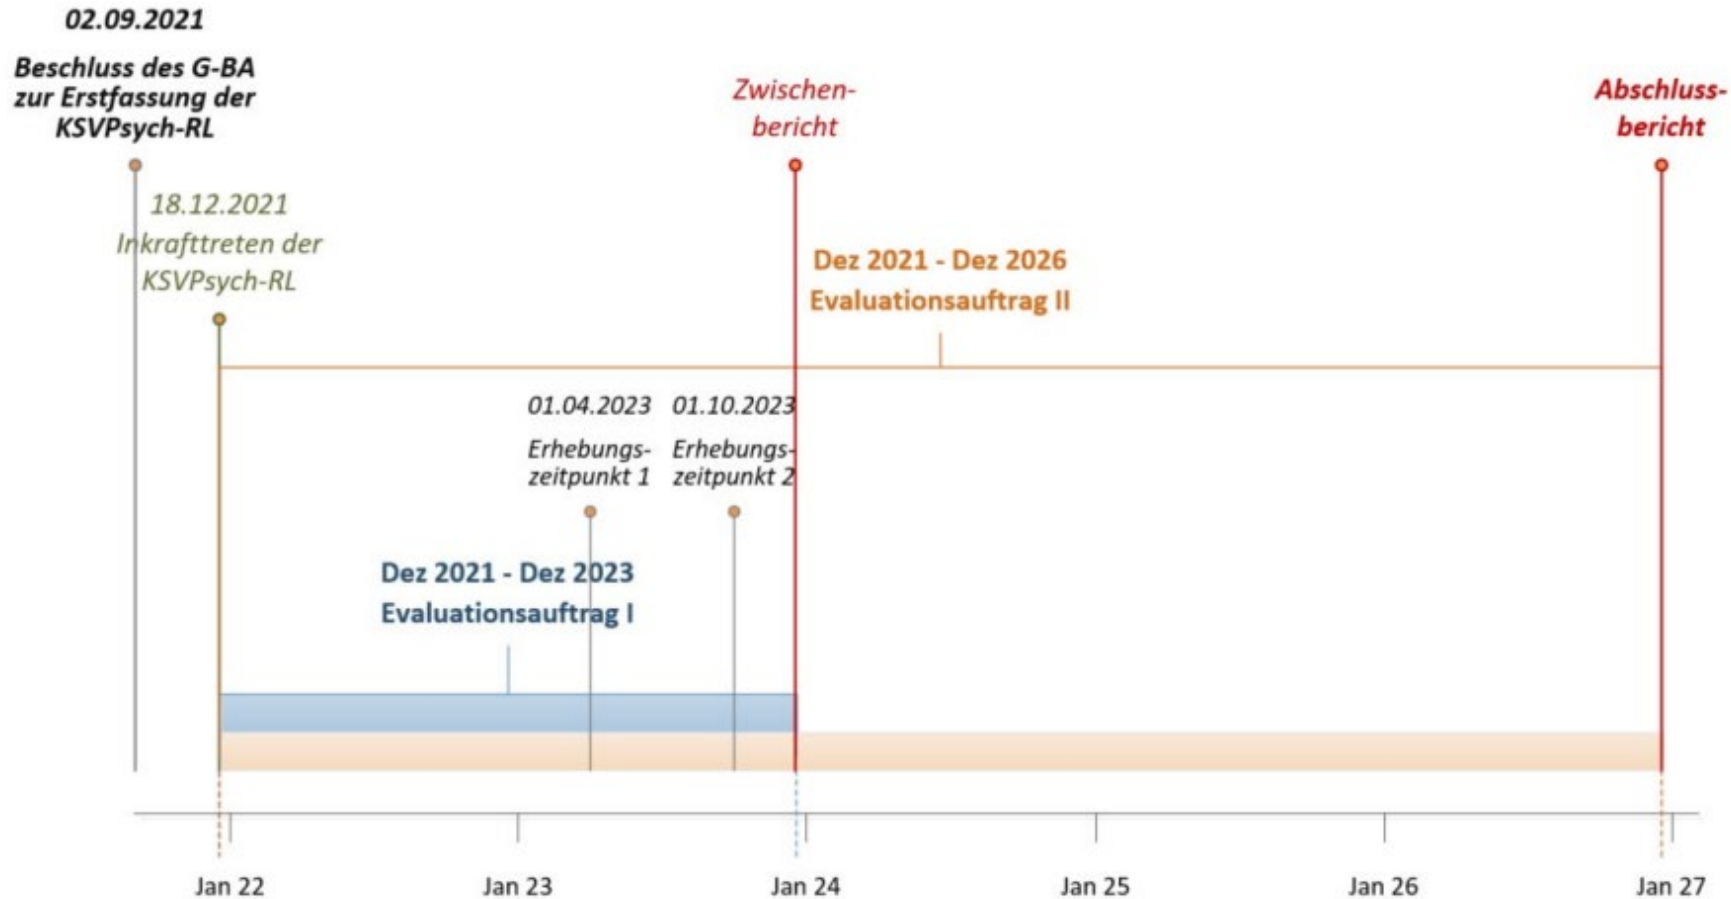 02.09.2021
Beschluss des G-BA
zur Erstfassung der
KSVPsych-RL
18.12.2021
Inkrafttreten der
KSVPsych-RL
Zwischen-
bericht
Abschluss-
bericht
Dez 2021 - Dez 2026
Evaluationsauftrag II
01.04.2023
Erhebungs-
zeitpunkt 1
01.10.2023
Erhebungs-
zeitpunkt 2
Dez 2021 - Dez 2023
Evaluationsauftrag I
Jan 22
Jan 23
Jan 24
Jan 25
Jan 26
Jan 27